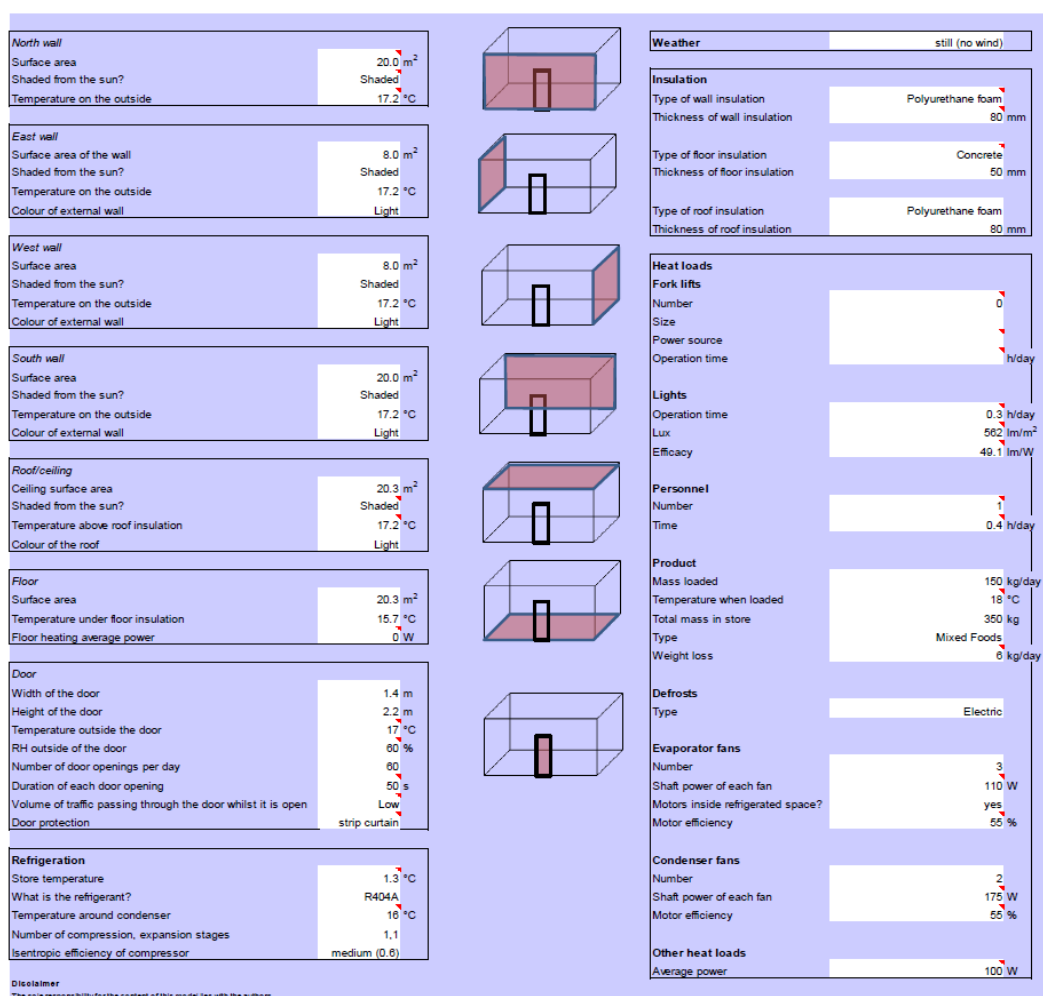 North wall
Surface area 20.0 m²
Shaded from the sun? Shaded
Temperature on the outside 17.2 °C
East wall
Surface area of the wall 8.0 m²
Shaded from the sun? Shaded
Temperature on the outside 17.2 °C
Colour of external wall Light
West wall
Surface area 8.0 m²
Shaded from the sun? Shaded
Temperature on the outside 17.2 °C
Colour of external wall Light
South wall
Surface area 20.0 m²
Shaded from the sun? Shaded
Temperature on the outside 17.2 °C
Colour of external wall Light
Roof/ceiling
Ceiling surface area 20.3 m²
Shaded from the sun? Shaded
Temperature above roof insulation 17.2 °C
Colour of the roof Light
Floor
Surface area 20.3 m²
Temperature under floor insulation 15.7 °C
Floor heating average power 0 W
Door
Width of the door 1.4 m
Height of the door 2.2 m
Temperature outside the door 17 °C
RH outside of the door 60 %
Number of door openings per day 60
Duration of each door opening 50 s
Volume of traffic passing through the door whilst it is open Low
Door protection strip curtain
Refrigeration
Store temperature 1.3 °C
What is the refrigerant? R404A
Temperature around condenser 16 °C
Number of compression, expansion stages 1,1
Isentropic efficiency of compressor medium (0.6)
Disclaimer
The sole responsibility for the content of this model lies with the authors.
Weather still (no wind)
Insulation
Type of wall insulation Polyurethane foam
Thickness of wall insulation 80 mm
Type of floor insulation Concrete
Thickness of floor insulation 50 mm
Type of roof insulation Polyurethane foam
Thickness of roof insulation 80 mm
Heat loads
Fork lifts
Number 0
Size
Power source
Operation time h/day
Lights
Operation time 0.3 h/day
Lux 562 lm/m²
Efficacy 49.1 lm/W
Personnel
Number 1
Time 0.4 h/day
Product
Mass loaded 150 kg/day
Temperature when loaded 18 °C
Total mass in store 350 kg
Type Mixed Foods
Weight loss 6 kg/day
Defrosts
Type Electric
Evaporator fans
Number 3
Shaft power of each fan 110 W
Motors inside refrigerated space? yes
Motor efficiency 55 %
Condenser fans
Number 2
Shaft power of each fan 175 W
Motor efficiency 55 %
Other heat loads
Average power 100 W